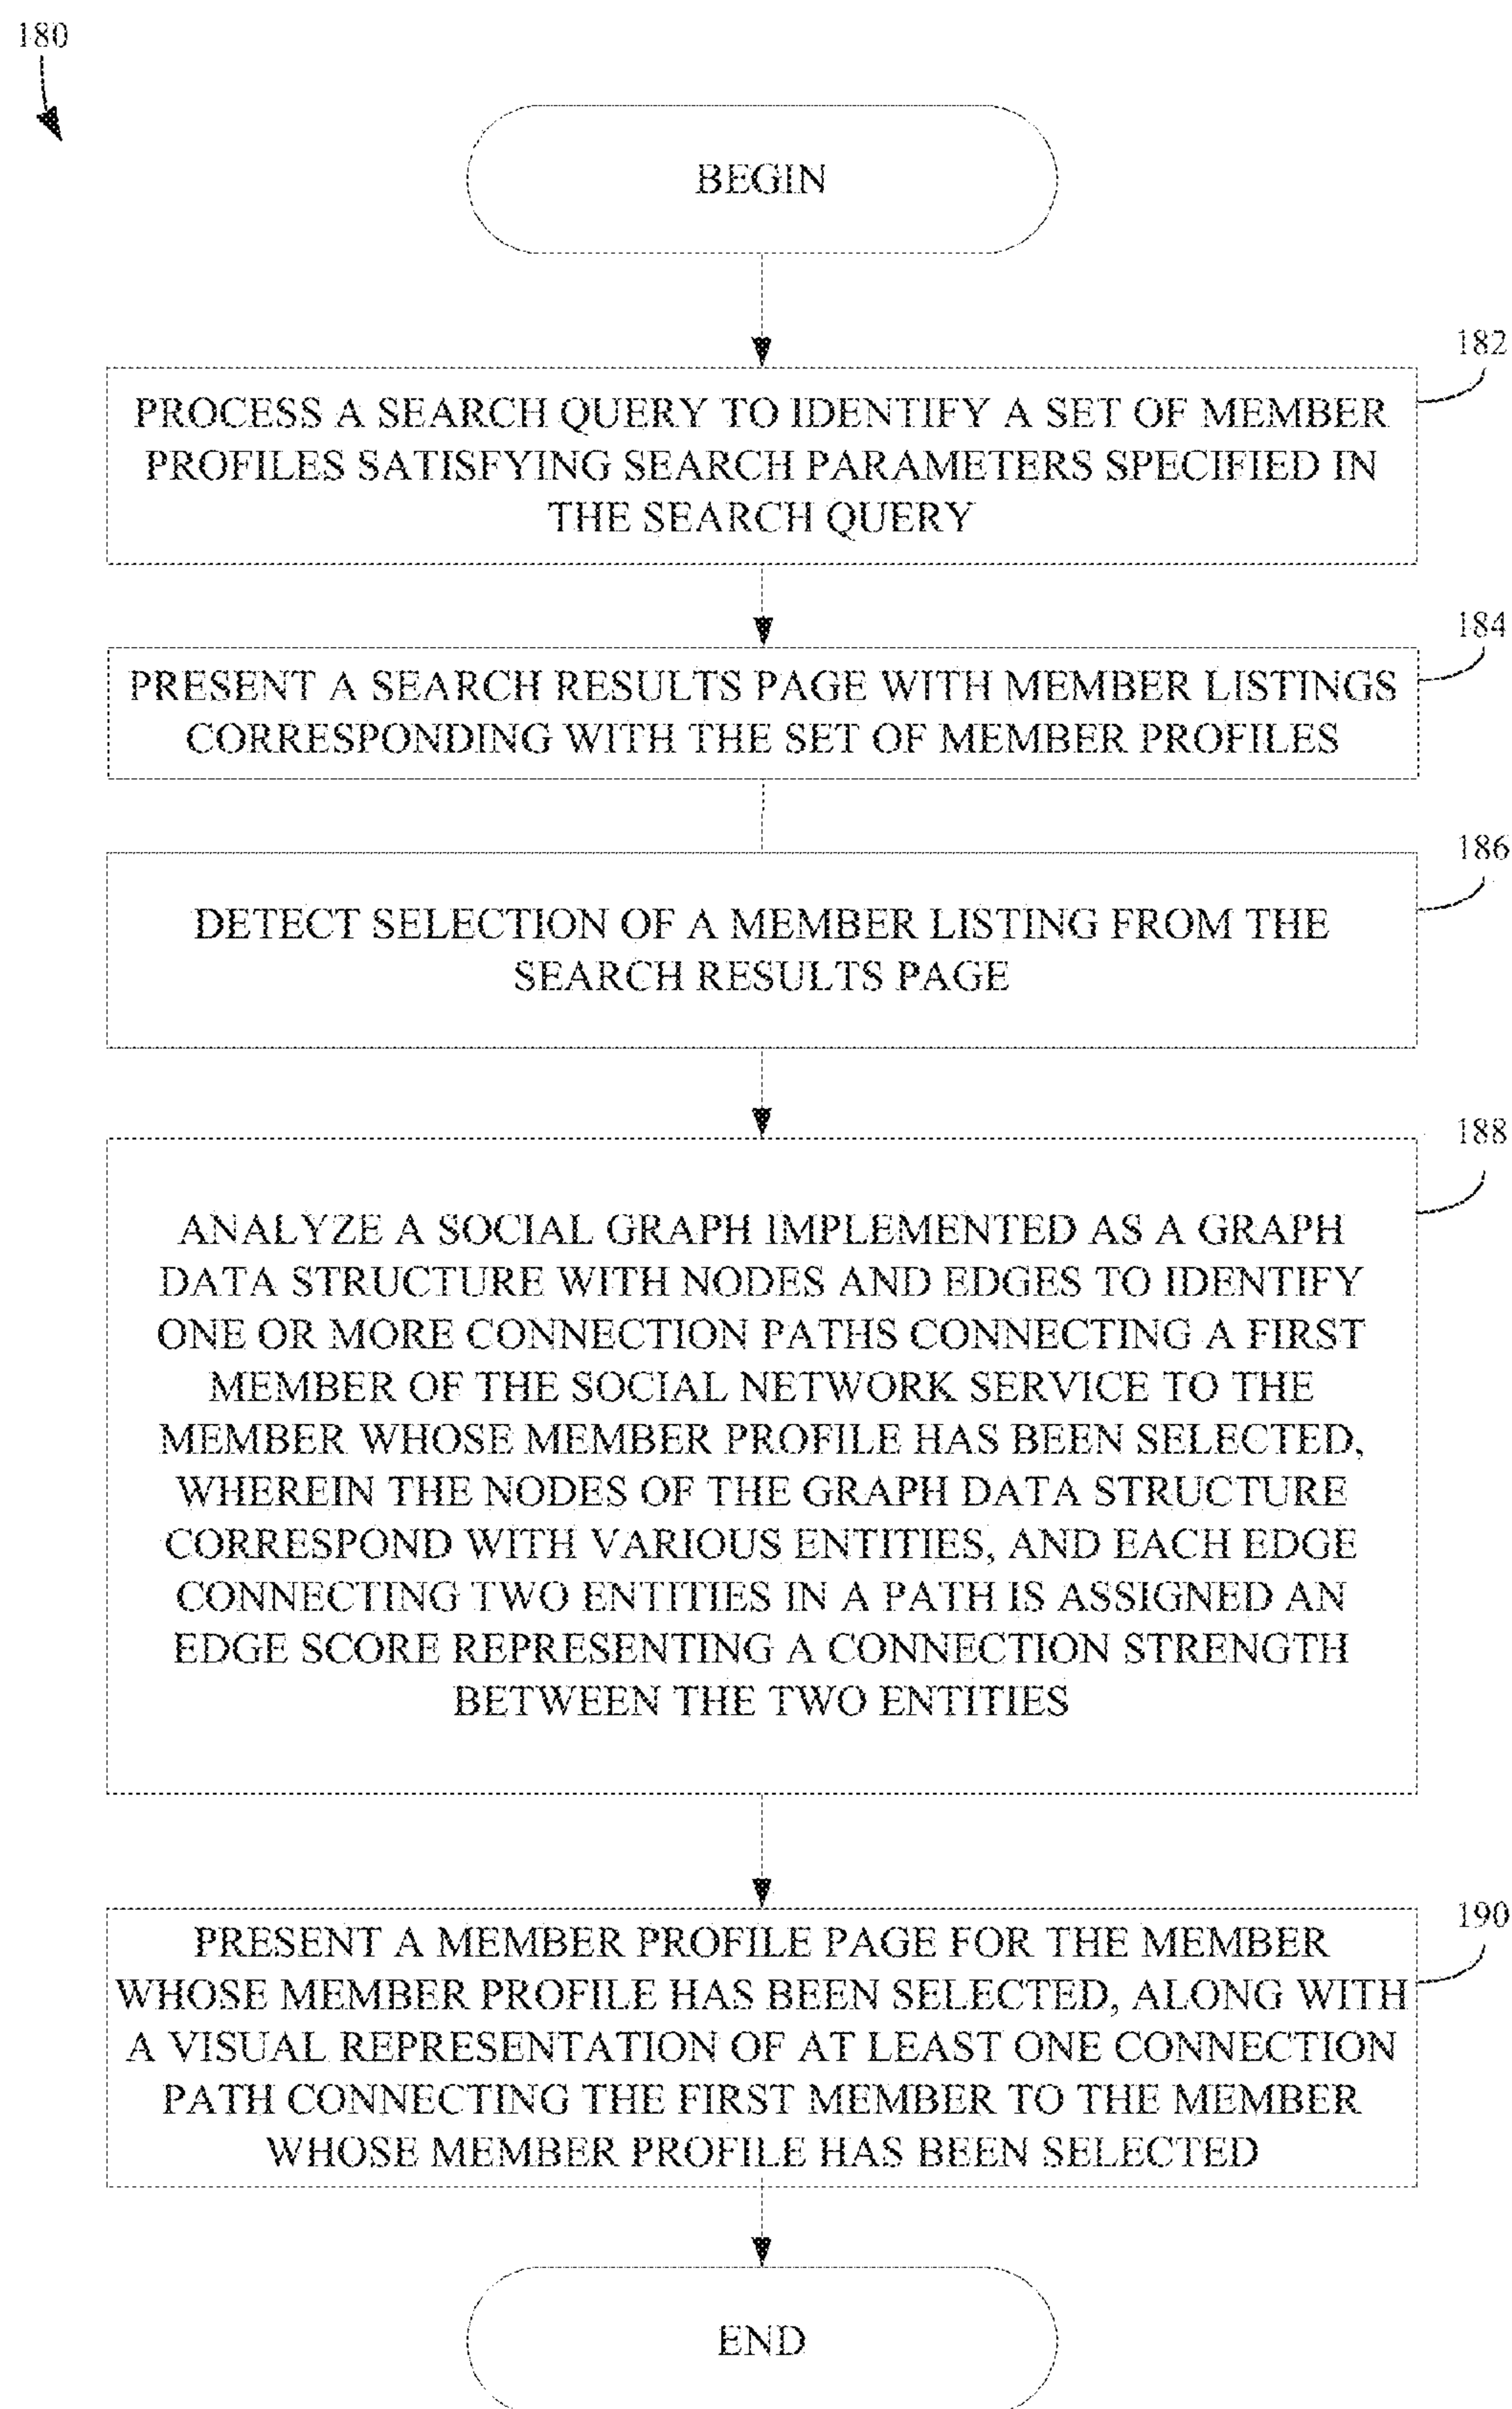 180
BEGIN
182
PROCESS A SEARCH QUERY TO IDENTIFY A SET OF MEMBER
PROFILES SATISFYING SEARCH PARAMETERS SPECIFIED IN
THE SEARCH QUERY
184
PRESENT A SEARCH RESULTS PAGE WITH MEMBER LISTINGS
CORRESPONDING WITH THE SET OF MEMBER PROFILES
186
DETECT SELECTION OF A MEMBER LISTING FROM THE
SEARCH RESULTS PAGE
188
ANALYZE A SOCIAL GRAPH IMPLEMENTED AS A GRAPH
DATA STRUCTURE WITH NODES AND EDGES TO IDENTIFY
ONE OR MORE CONNECTION PATHS CONNECTING A FIRST
MEMBER OF THE SOCIAL NETWORK SERVICE TO THE
MEMBER WHOSE MEMBER PROFILE HAS BEEN SELECTED,
WHEREIN THE NODES OF THE GRAPH DATA STRUCTURE
CORRESPOND WITH VARIOUS ENTITIES, AND EACH EDGE
CONNECTING TWO ENTITIES IN A PATH IS ASSIGNED AN
EDGE SCORE REPRESENTING A CONNECTION STRENGTH
BETWEEN THE TWO ENTITIES
190
PRESENT A MEMBER PROFILE PAGE FOR THE MEMBER
WHOSE MEMBER PROFILE HAS BEEN SELECTED, ALONG WITH
A VISUAL REPRESENTATION OF AT LEAST ONE CONNECTION
PATH CONNECTING THE FIRST MEMBER TO THE MEMBER
WHOSE MEMBER PROFILE HAS BEEN SELECTED
END